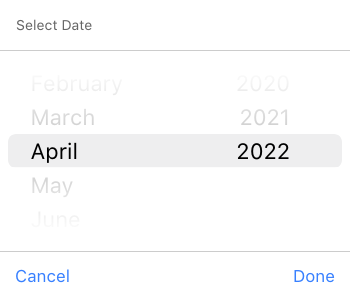 Select Date
February 2020
March 2021
April 2022
May
June
Cancel Done